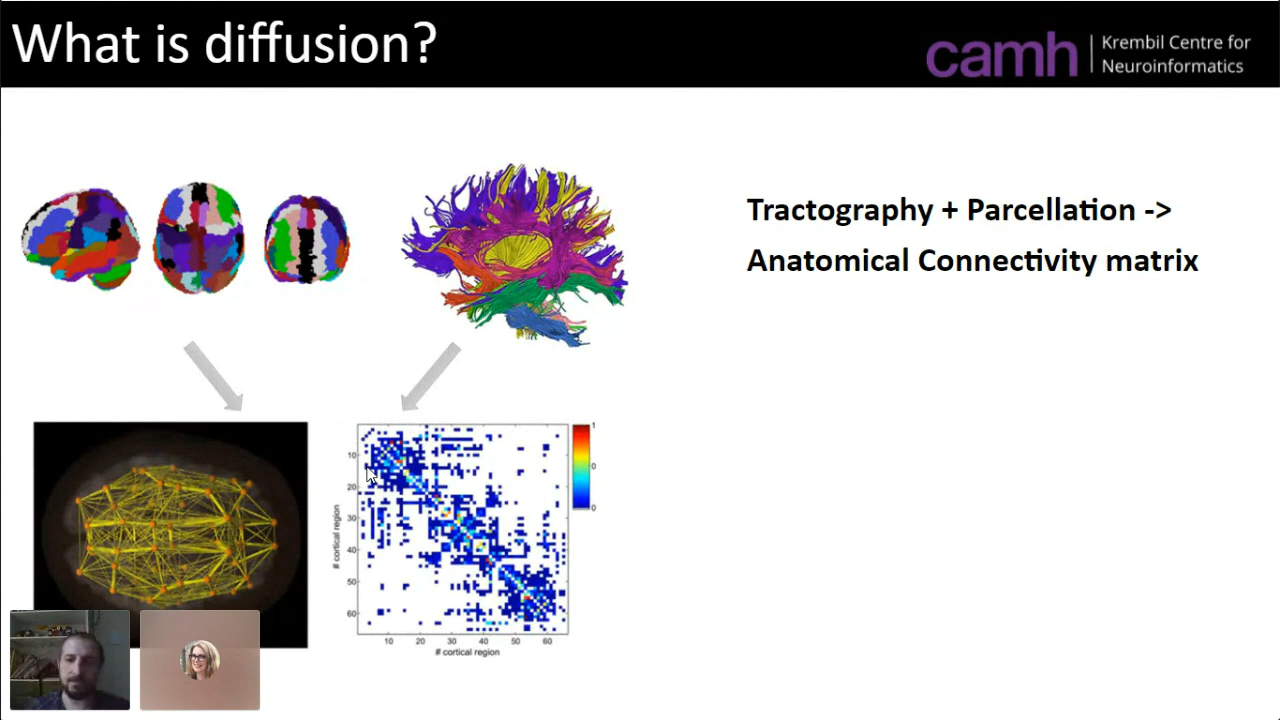 What is diffusion?
camh
Krembil Centre for
Neuroinformatics
Tractography + Parcellation ->
Anatomical Connectivity matrix
10
20
30
40
50
60
# cortical region
10 20 30 40 50 60
# cortical region
1
0
0